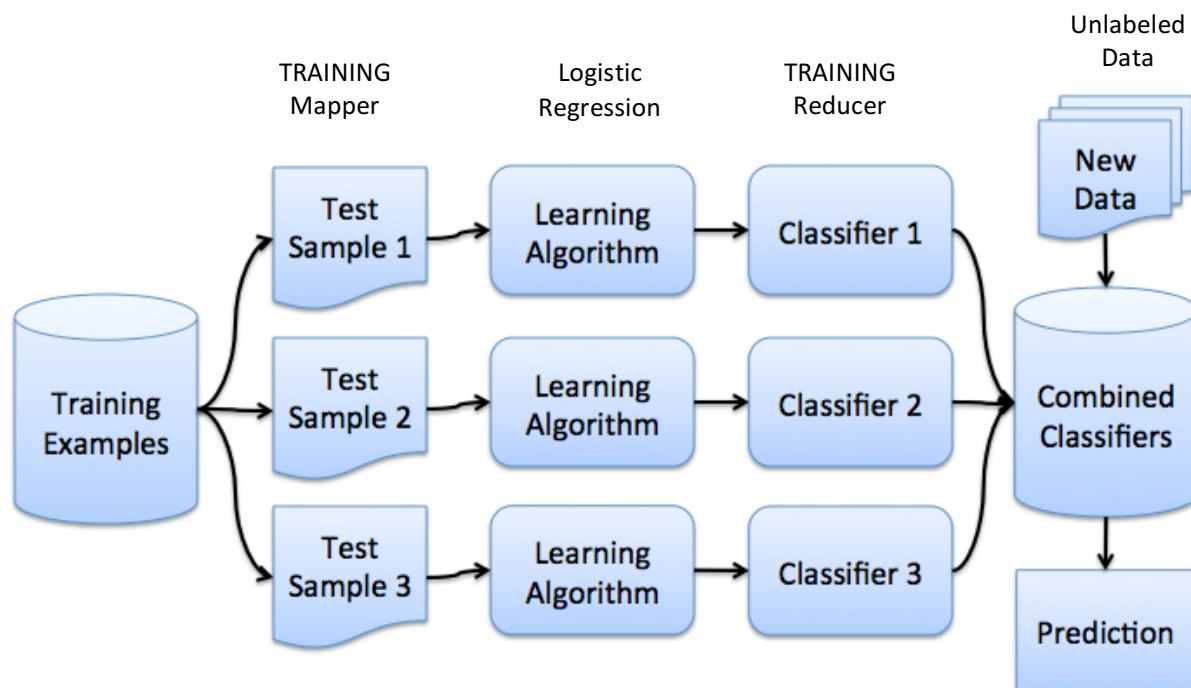 TRAINING
Mapper
Logistic
Regression
TRAINING
Reducer
Unlabeled
Data
Training
Examples
Test
Sample 1
Learning
Algorithm
Classifier 1
Test
Sample 2
Learning
Algorithm
Classifier 2
Test
Sample 3
Learning
Algorithm
Classifier 3
New
Data
Combined
Classifiers
Prediction